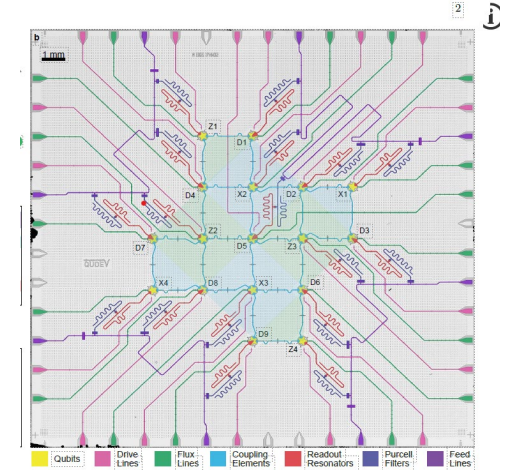 2
b
1 mm
Z1
D1
D4
X2
D2
X1
D7
Z2
D5
Z3
D3
X4
D8
X3
D6
D9
Z4
Qubits
Drive
Lines
Flux
Lines
Coupling
Elements
Readout
Resonators
Purcell
Filters
Feed
Lines